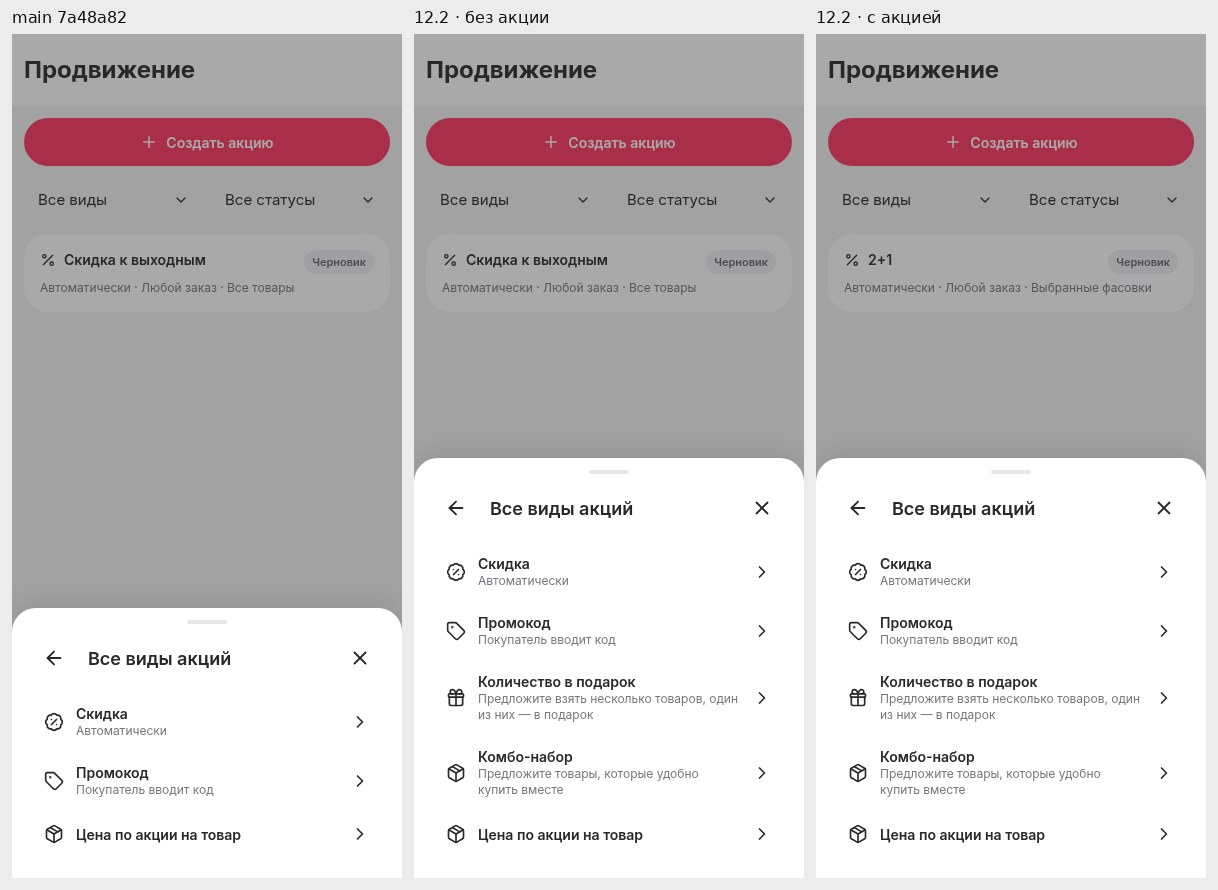 main 7a48a82
Продвижение
Создать акцию
Все виды
Все статусы
Скидка к выходным
Черновик
Автоматически · Любой заказ · Все товары
Все виды акций
Скидка
Автоматически
Промокод
Покупатель вводит код
Цена по акции на товар
12.2 · без акции
Продвижение
Создать акцию
Все виды
Все статусы
Скидка к выходным
Черновик
Автоматически · Любой заказ · Все товары
Все виды акций
Скидка
Автоматически
Промокод
Покупатель вводит код
Количество в подарок
Предложите взять несколько товаров, один
из них — в подарок
Комбо-набор
Предложите товары, которые удобно
купить вместе
Цена по акции на товар
12.2 · с акцией
Продвижение
Создать акцию
Все виды
Все статусы
2+1
Черновик
Автоматически · Любой заказ · Выбранные фасовки
Все виды акций
Скидка
Автоматически
Промокод
Покупатель вводит код
Количество в подарок
Предложите взять несколько товаров, один
из них — в подарок
Комбо-набор
Предложите товары, которые удобно
купить вместе
Цена по акции на товар